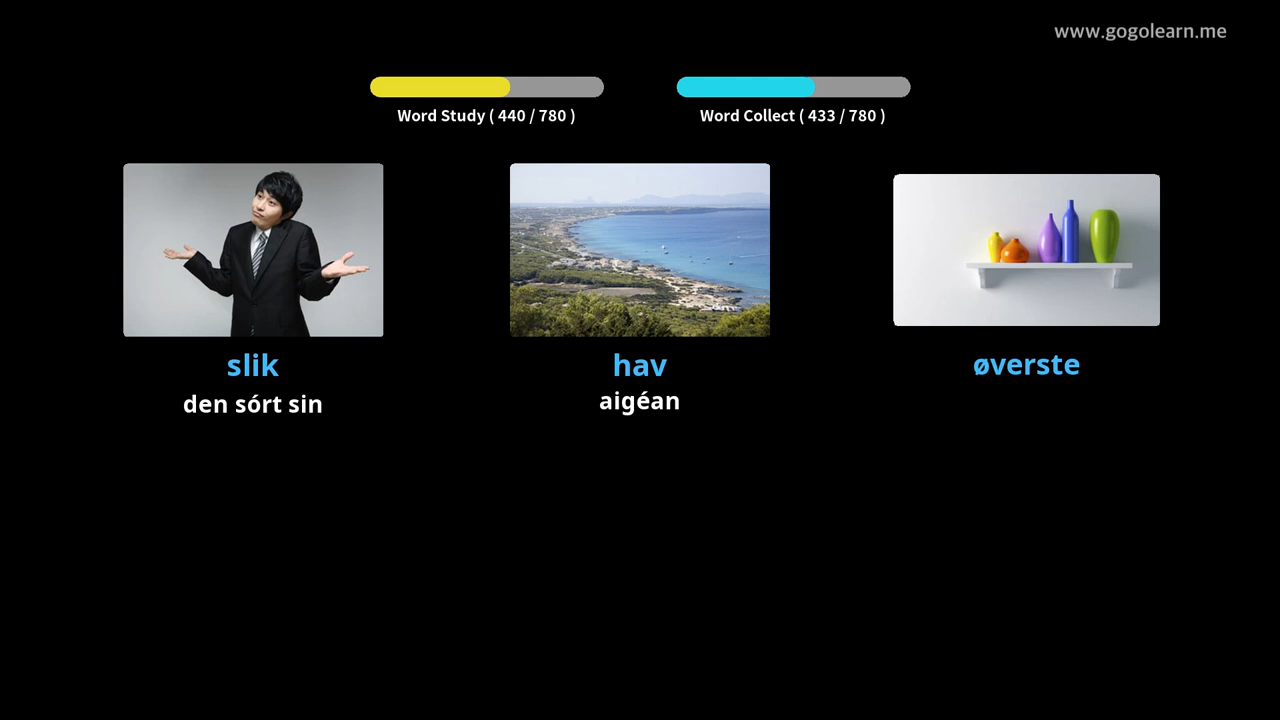 www.gogolearn.me
Word Study ( 440 / 780 )
Word Collect ( 433 / 780 )
slik
hav
øverste
den sórt sin
aigéan